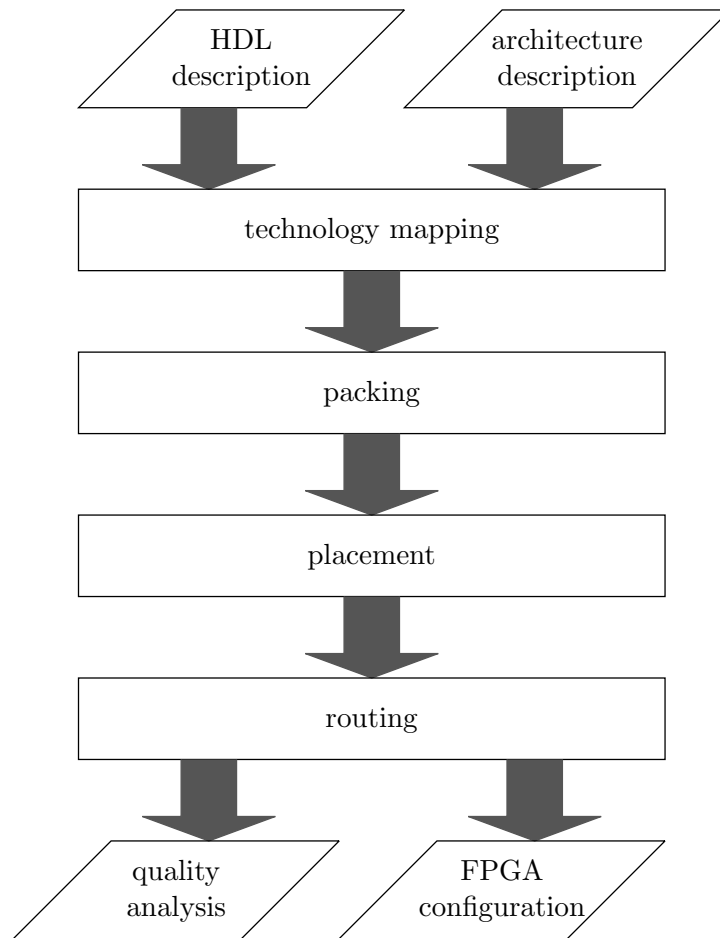 HDL
description
architecture
description
technology mapping
packing
placement
routing
quality
analysis
FPGA
configuration